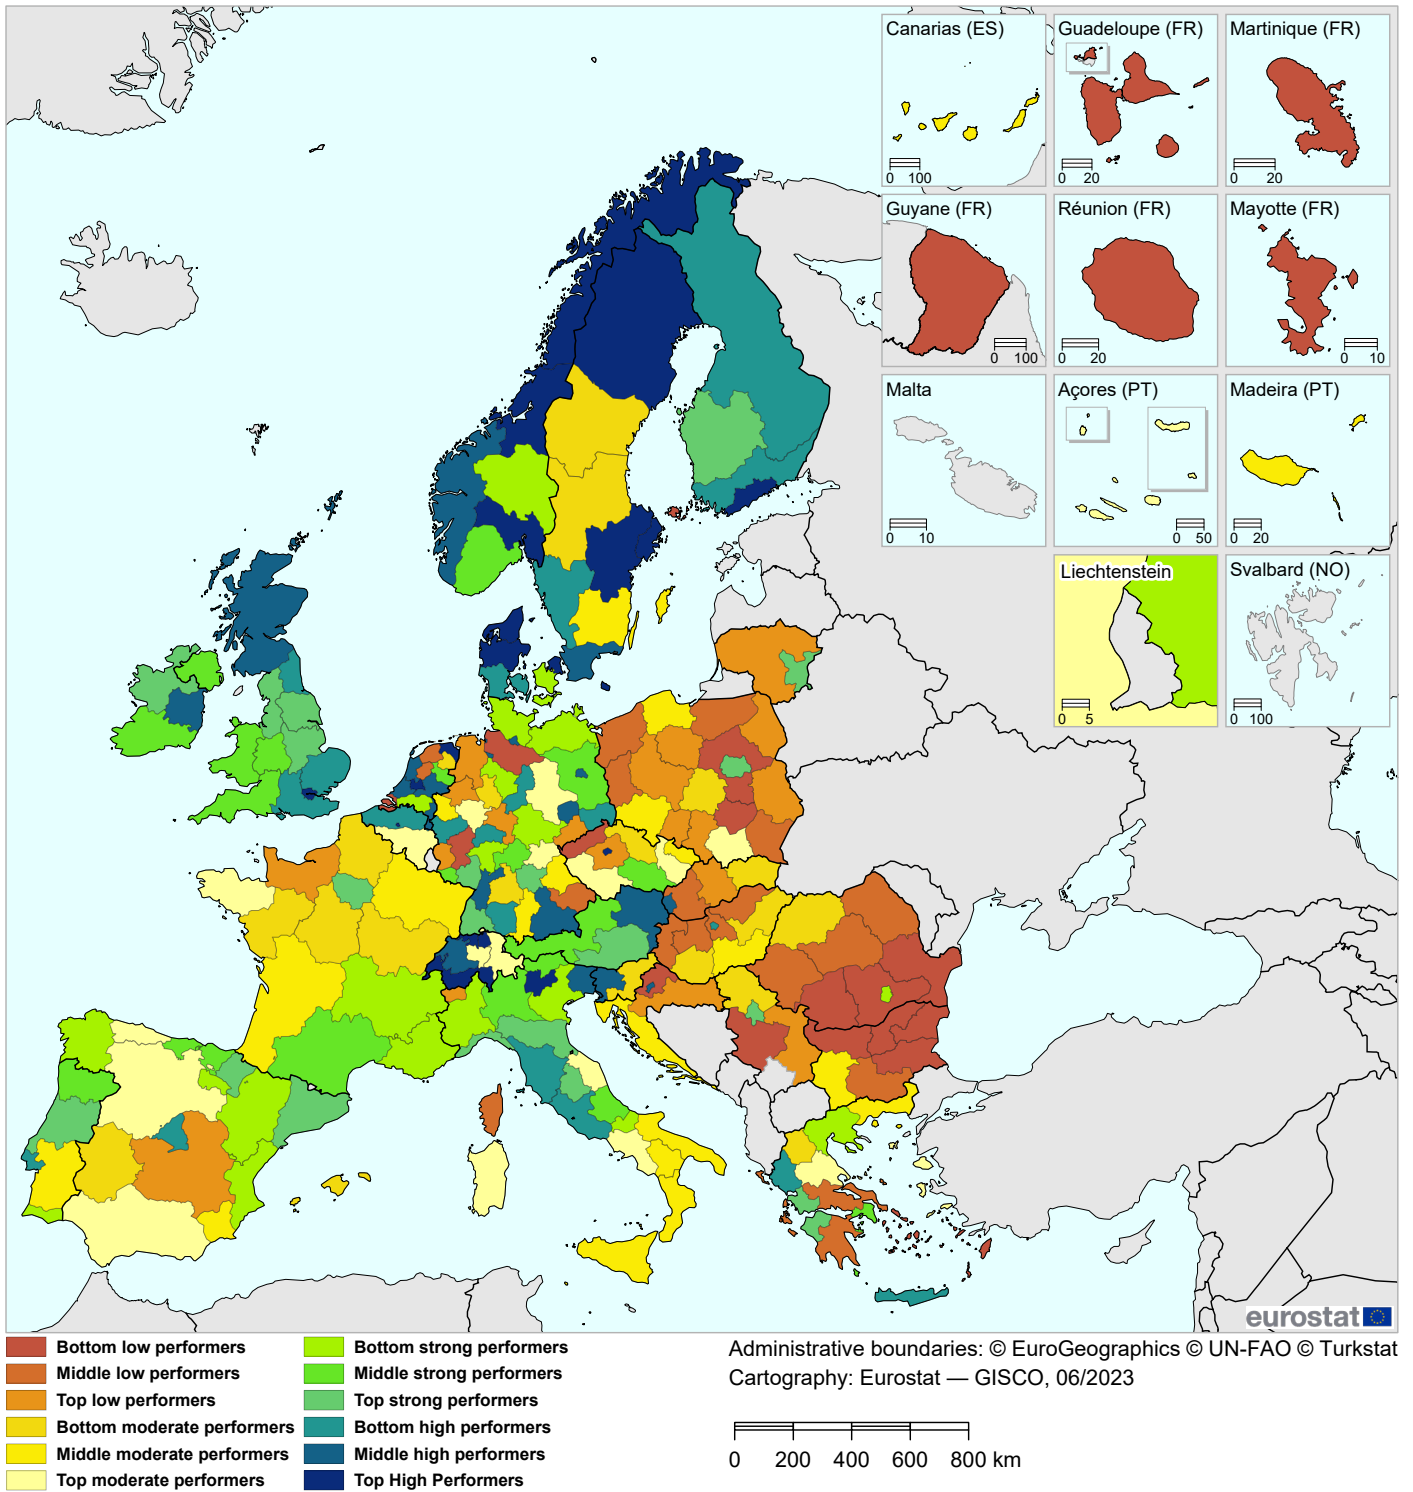 Canarias (ES)
0 100
Guadeloupe (FR)
0 20
Martinique (FR)
0 20
Guyane (FR)
0 100
Réunion (FR)
0 20
Mayotte (FR)
0 10
Malta
0 10
Açores (PT)
0 50
Madeira (PT)
0 20
Liechtenstein
0 5
Svalbard (NO)
0 100
eurostat
Bottom low performers
Middle low performers
Top low performers
Bottom moderate performers
Middle moderate performers
Top moderate performers
Bottom strong performers
Middle strong performers
Top strong performers
Bottom high performers
Middle high performers
Top High Performers
Administrative boundaries: © EuroGeographics © UN-FAO © Turkstat
Cartography: Eurostat — GISCO, 06/2023
0 200 400 600 800 km